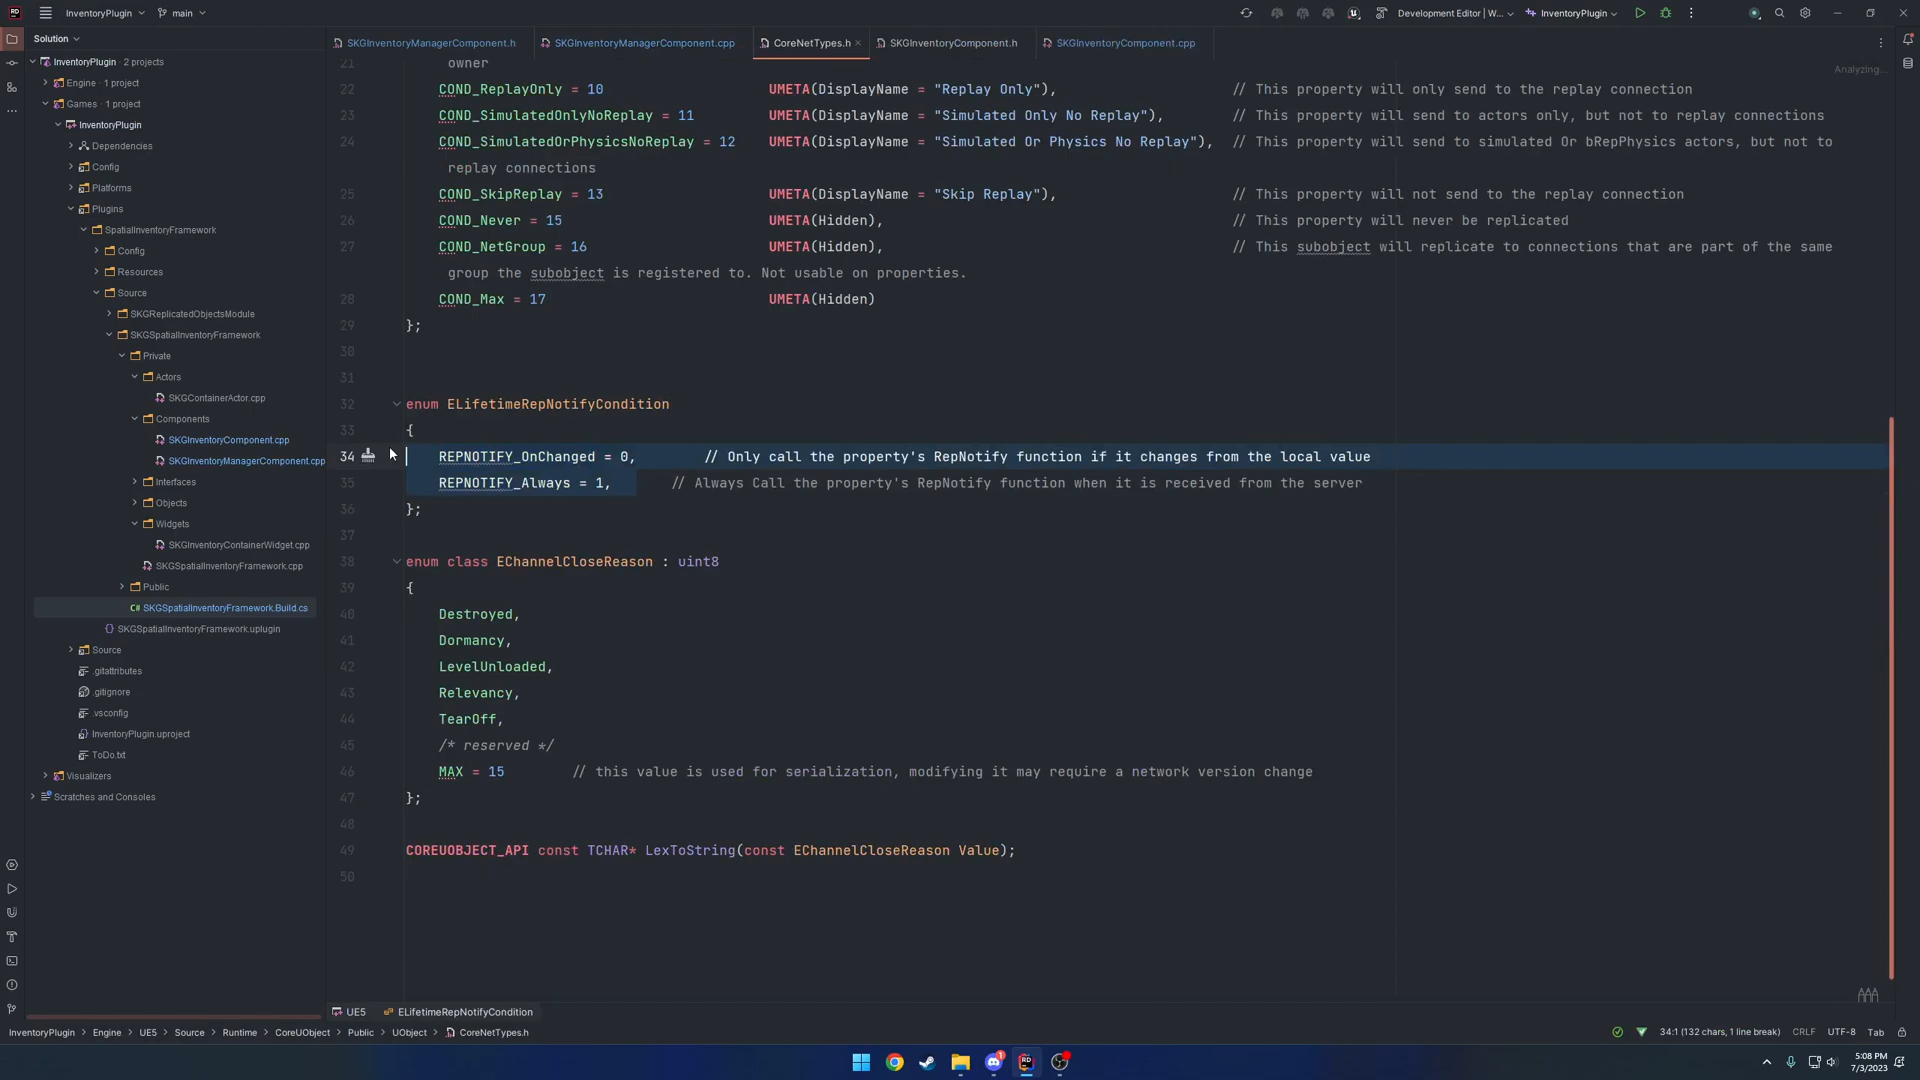 InventoryPlugin
main
Development Editor | W...
InventoryPlugin
Solution
SKGInventoryManagerComponent.h
SKGInventoryManagerComponent.cpp
CoreNetTypes.h
SKGInventoryComponent.h
SKGInventoryComponent.cpp
Analyzing...
InventoryPlugin · 2 projects
Engine · 1 project
Games · 1 project
InventoryPlugin
Dependencies
Config
Platforms
Plugins
SpatialInventoryFramework
Config
Resources
Source
SKGReplicatedObjectsModule
SKGSpatialInventoryFramework
Private
Actors
SKGContainerActor.cpp
Components
SKGInventoryComponent.cpp
SKGInventoryManagerComponent.cpp
Interfaces
Objects
Widgets
SKGInventoryContainerWidget.cpp
SKGSpatialInventoryFramework.cpp
Public
C# SKGSpatialInventoryFramework.Build.cs
SKGSpatialInventoryFramework.uplugin
Source
.gitattributes
.gitignore
.vsconfig
InventoryPlugin.uproject
ToDo.txt
Visualizers
Scratches and Consoles
21 owner
22 COND_ReplayOnly = 10 UMETA(DisplayName = "Replay Only"), // This property will only send to the replay connection
23 COND_SimulatedOnlyNoReplay = 11 UMETA(DisplayName = "Simulated Only No Replay"), // This property will send to actors only, but not to replay connections
24 COND_SimulatedOrPhysicsNoReplay = 12 UMETA(DisplayName = "Simulated Or Physics No Replay"), // This property will send to simulated Or bRepPhysics actors, but not to
replay connections
25 COND_SkipReplay = 13 UMETA(DisplayName = "Skip Replay"), // This property will not send to the replay connection
26 COND_Never = 15 UMETA(Hidden), // This property will never be replicated
27 COND_NetGroup = 16 UMETA(Hidden), // This subobject will replicate to connections that are part of the same
group the subobject is registered to. Not usable on properties.
28 COND_Max = 17 UMETA(Hidden)
29 };
30
31
32 enum ELifetimeRepNotifyCondition
33 {
34 REPNOTIFY_OnChanged = 0, // Only call the property's RepNotify function if it changes from the local value
35 REPNOTIFY_Always = 1, // Always Call the property's RepNotify function when it is received from the server
36 };
37
38 enum class EChannelCloseReason : uint8
39 {
40 Destroyed,
41 Dormancy,
42 LevelUnloaded,
43 Relevancy,
44 TearOff,
45 /* reserved */
46 MAX = 15 // this value is used for serialization, modifying it may require a network version change
47 };
48
49 COREUOBJECT_API const TCHAR* LexToString(const EChannelCloseReason Value);
50
UE5 ELifetimeRepNotifyCondition
InventoryPlugin > Engine > UE5 > Source > Runtime > CoreUObject > Public > UObject > CoreNetTypes.h
34:1 (132 chars, 1 line break) CRLF UTF-8 Tab
5:08 PM
7/3/2023